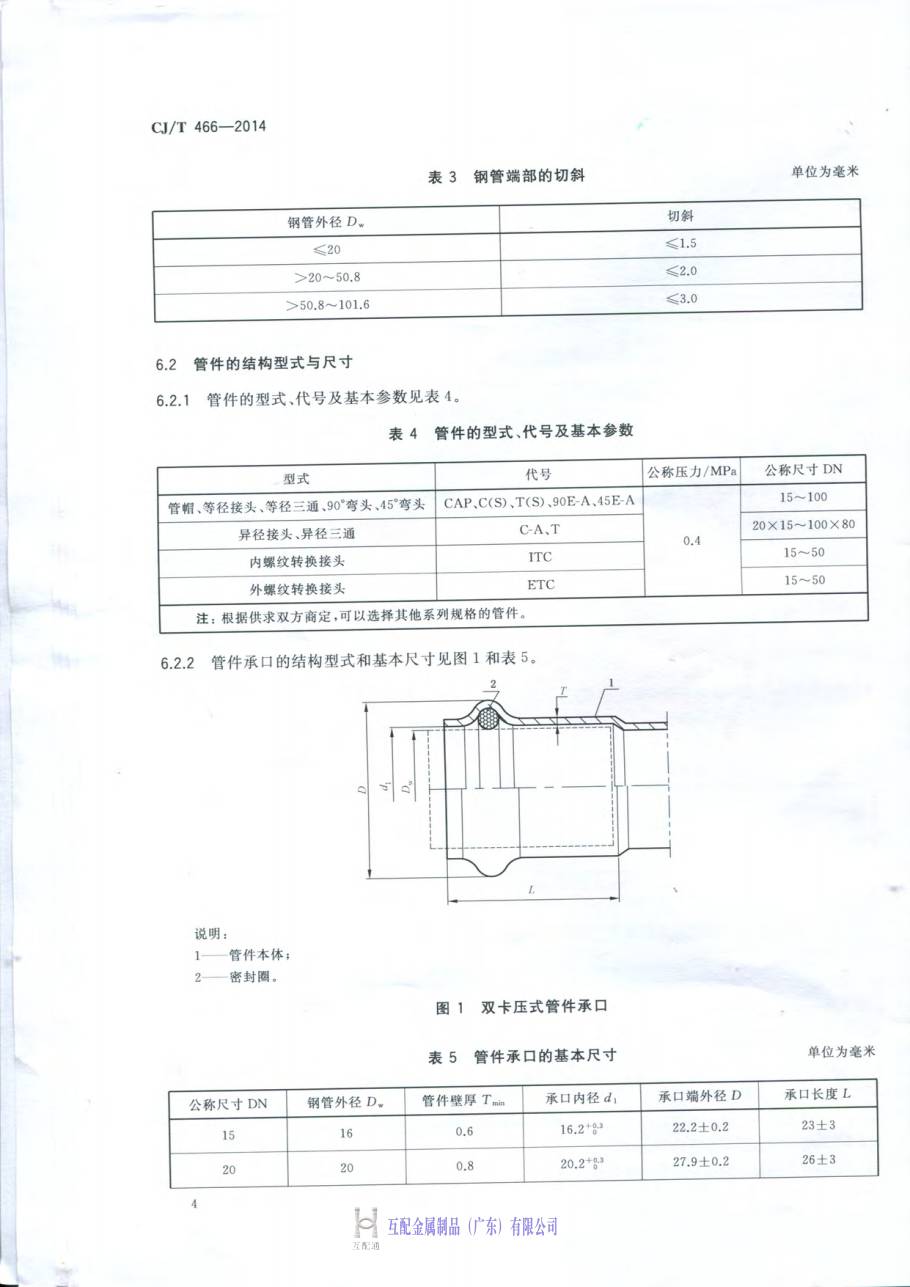 CJ/T 466—2014
表 3 钢管端部的切斜
单位为毫米
钢管外径 Dw 切斜
≤20 ≤1.5
>20～50.8 ≤2.0
>50.8～101.6 ≤3.0
6.2 管件的结构型式与尺寸
6.2.1 管件的型式、代号及基本参数见表 4。
表 4 管件的型式、代号及基本参数
型式 代号 公称压力/MPa 公称尺寸 DN
管帽、等径接头、等径三通、90°弯头、45°弯头 CAP、C(S)、T(S)、90E-A、45E-A 0.4 15～100
异径接头、异径三通 C-A、T 20×15～100×80
内螺纹转换接头 ITC 15～50
外螺纹转换接头 ETC 15～50
注：根据供求双方商定，可以选择其他系列规格的管件。
6.2.2 管件承口的结构型式和基本尺寸见图 1 和表 5。
2 T 1
D d1 Dw
L
说明：
1——管件本体；
2——密封圈。
图 1 双卡压式管件承口
表 5 管件承口的基本尺寸
单位为毫米
公称尺寸 DN 钢管外径 Dw 管件壁厚 Tmin 承口内径 d1 承口端外径 D 承口长度 L
15 16 0.6 16.2+0.3 0 22.2±0.2 23±3
20 20 0.8 20.2+0.3 0 27.9±0.2 26±3
4
互配金属制品（广东）有限公司
互配通